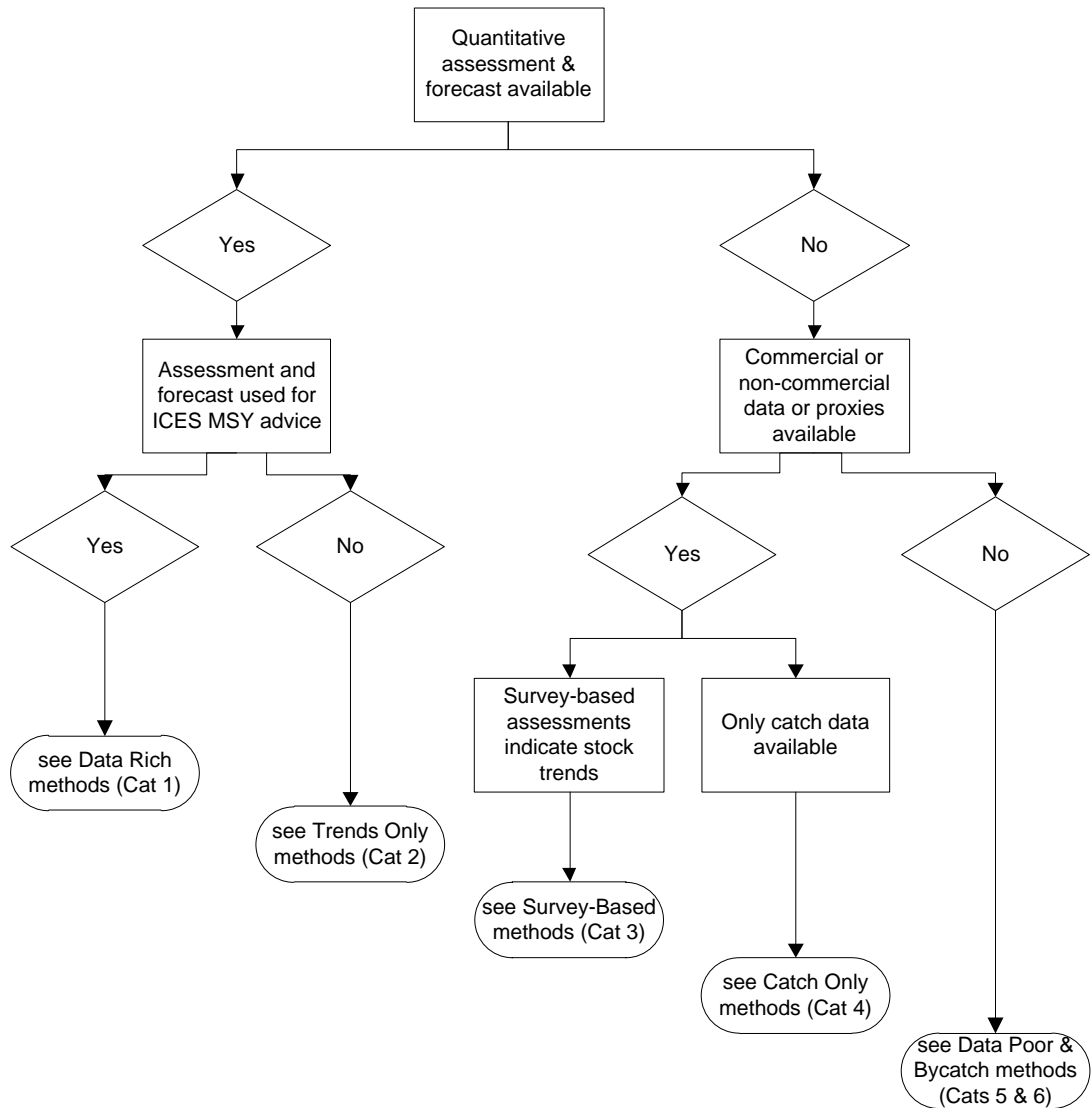 Quantitative
assessment &
forecast available
Yes
No
Assessment and
forecast used for
ICES MSY advice
Commercial or
non-commercial
data or proxies
available
Yes
No
Yes
No
Survey-based
assessments
indicate stock
trends
Only catch data
available
see Data Rich
methods (Cat 1)
see Trends Only
methods (Cat 2)
see Survey-Based
methods (Cat 3)
see Catch Only
methods (Cat 4)
see Data Poor &
Bycatch methods
(Cats 5 & 6)